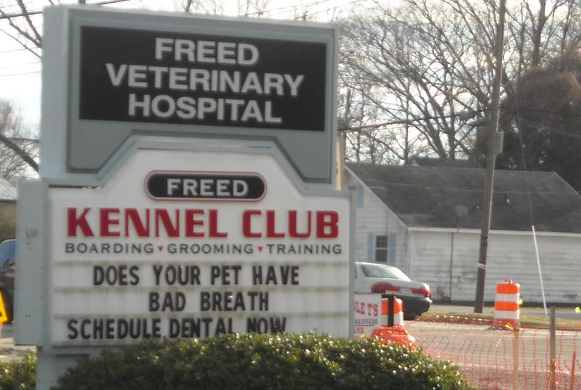 FREED
VETERINARY
HOSPITAL
FREED
KENNEL CLUB
BOARDING▼GROOMING▼TRAINING
DOES YOUR PET HAVE
BAD BREATH
SCHEDULE DENTAL NOW